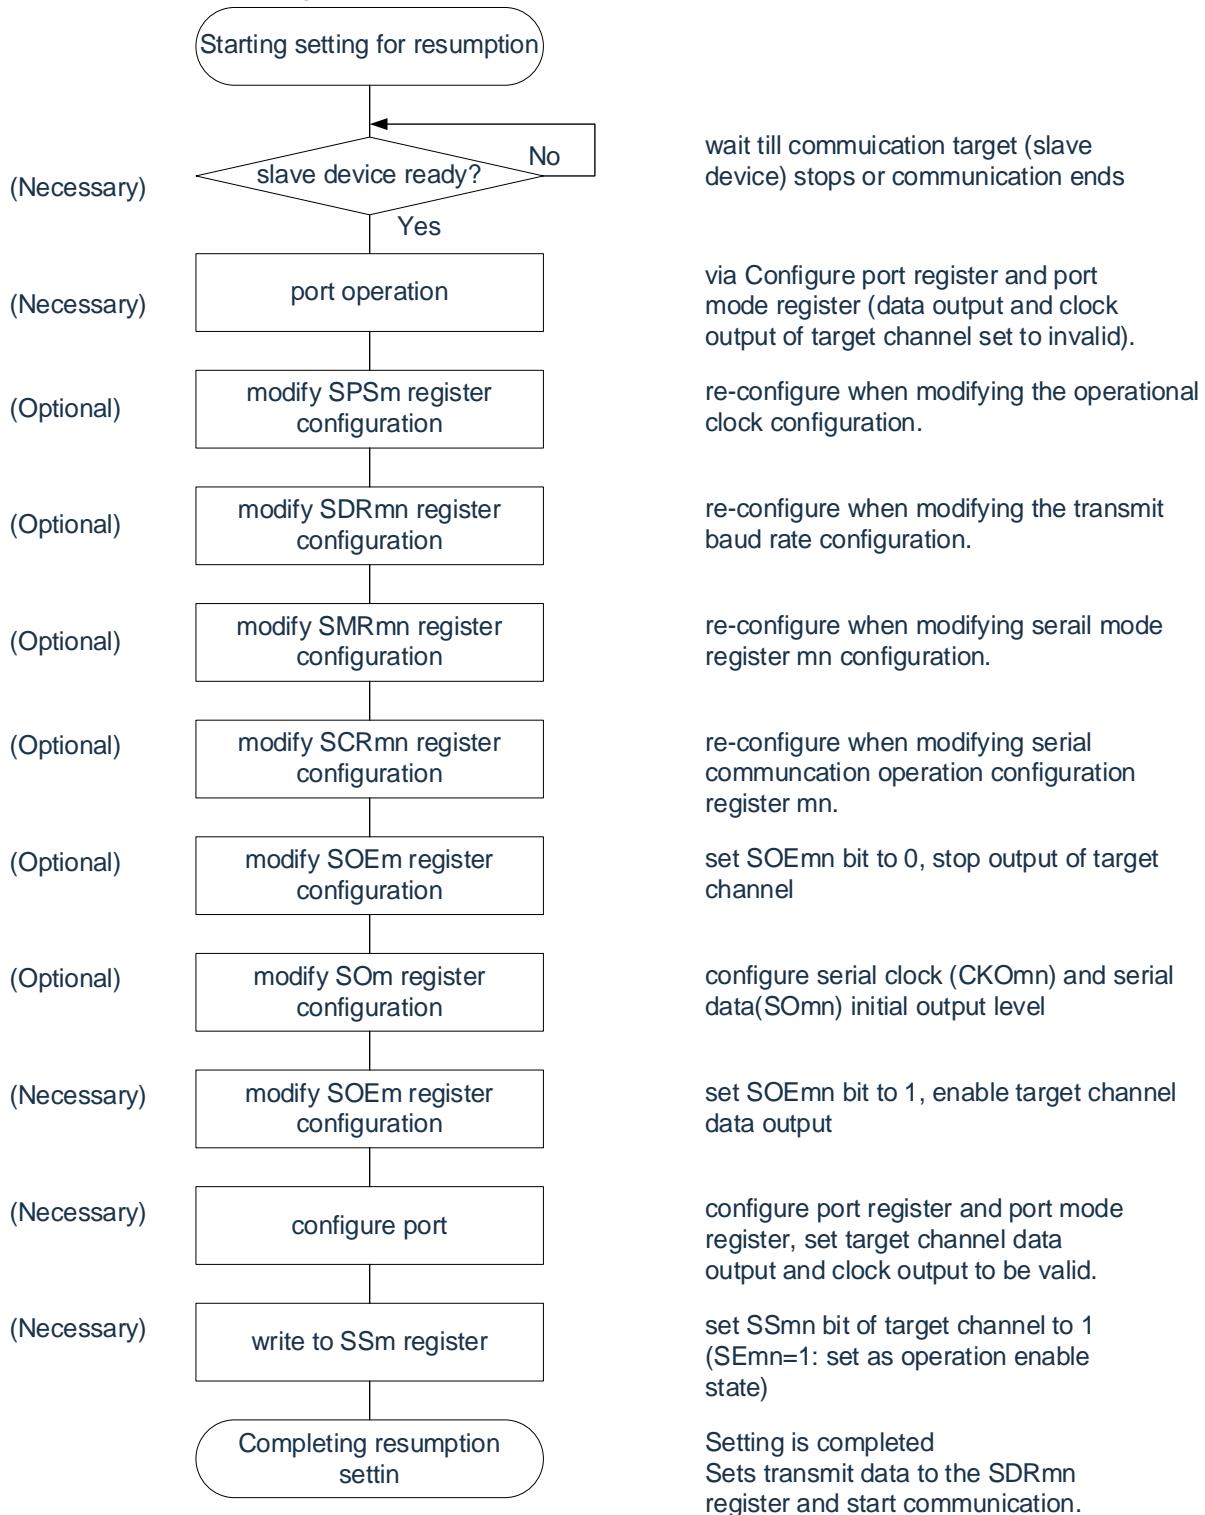 Starting setting for resumption
(Necessary)
slave device ready?
No
Yes
wait till commuication target (slave
device) stops or communication ends
(Necessary)
port operation
via Configure port register and port
mode register (data output and clock
output of target channel set to invalid).
(Optional)
modify SPSm register
configuration
re-configure when modifying the operational
clock configuration.
(Optional)
modify SDRmn register
configuration
re-configure when modifying the transmit
baud rate configuration.
(Optional)
modify SMRmn register
configuration
re-configure when modifying serail mode
register mn configuration.
(Optional)
modify SCRmn register
configuration
re-configure when modifying serial
communcation operation configuration
register mn.
(Optional)
modify SOEm register
configuration
set SOEmn bit to 0, stop output of target
channel
(Optional)
modify SOm register
configuration
configure serial clock (CKOmn) and serial
data(SOmn) initial output level
(Necessary)
modify SOEm register
configuration
set SOEmn bit to 1, enable target channel
data output
(Necessary)
configure port
configure port register and port mode
register, set target channel data
output and clock output to be valid.
(Necessary)
write to SSm register
set SSmn bit of target channel to 1
(SEmn=1: set as operation enable
state)
Completing resumption
settin
Setting is completed
Sets transmit data to the SDRmn
register and start communication.